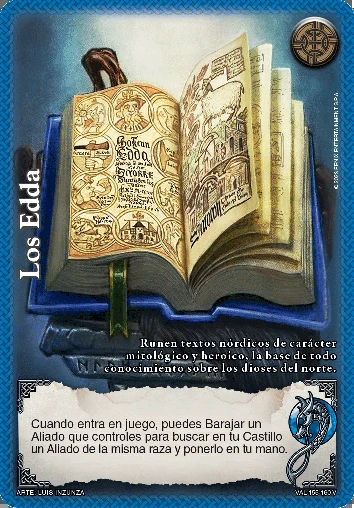 Los Edda
Sokran
Edda
Runen textos nórdicos de carácter
mitológico y heroico, la base de todo
conocimiento sobre los dioses del norte.
Cuando entra en juego, puedes Barajar un
Aliado que controles para buscar en tu Castillo
un Aliado de la misma raza y ponerlo en tu mano.
ARTE: LUIS INZUNZA